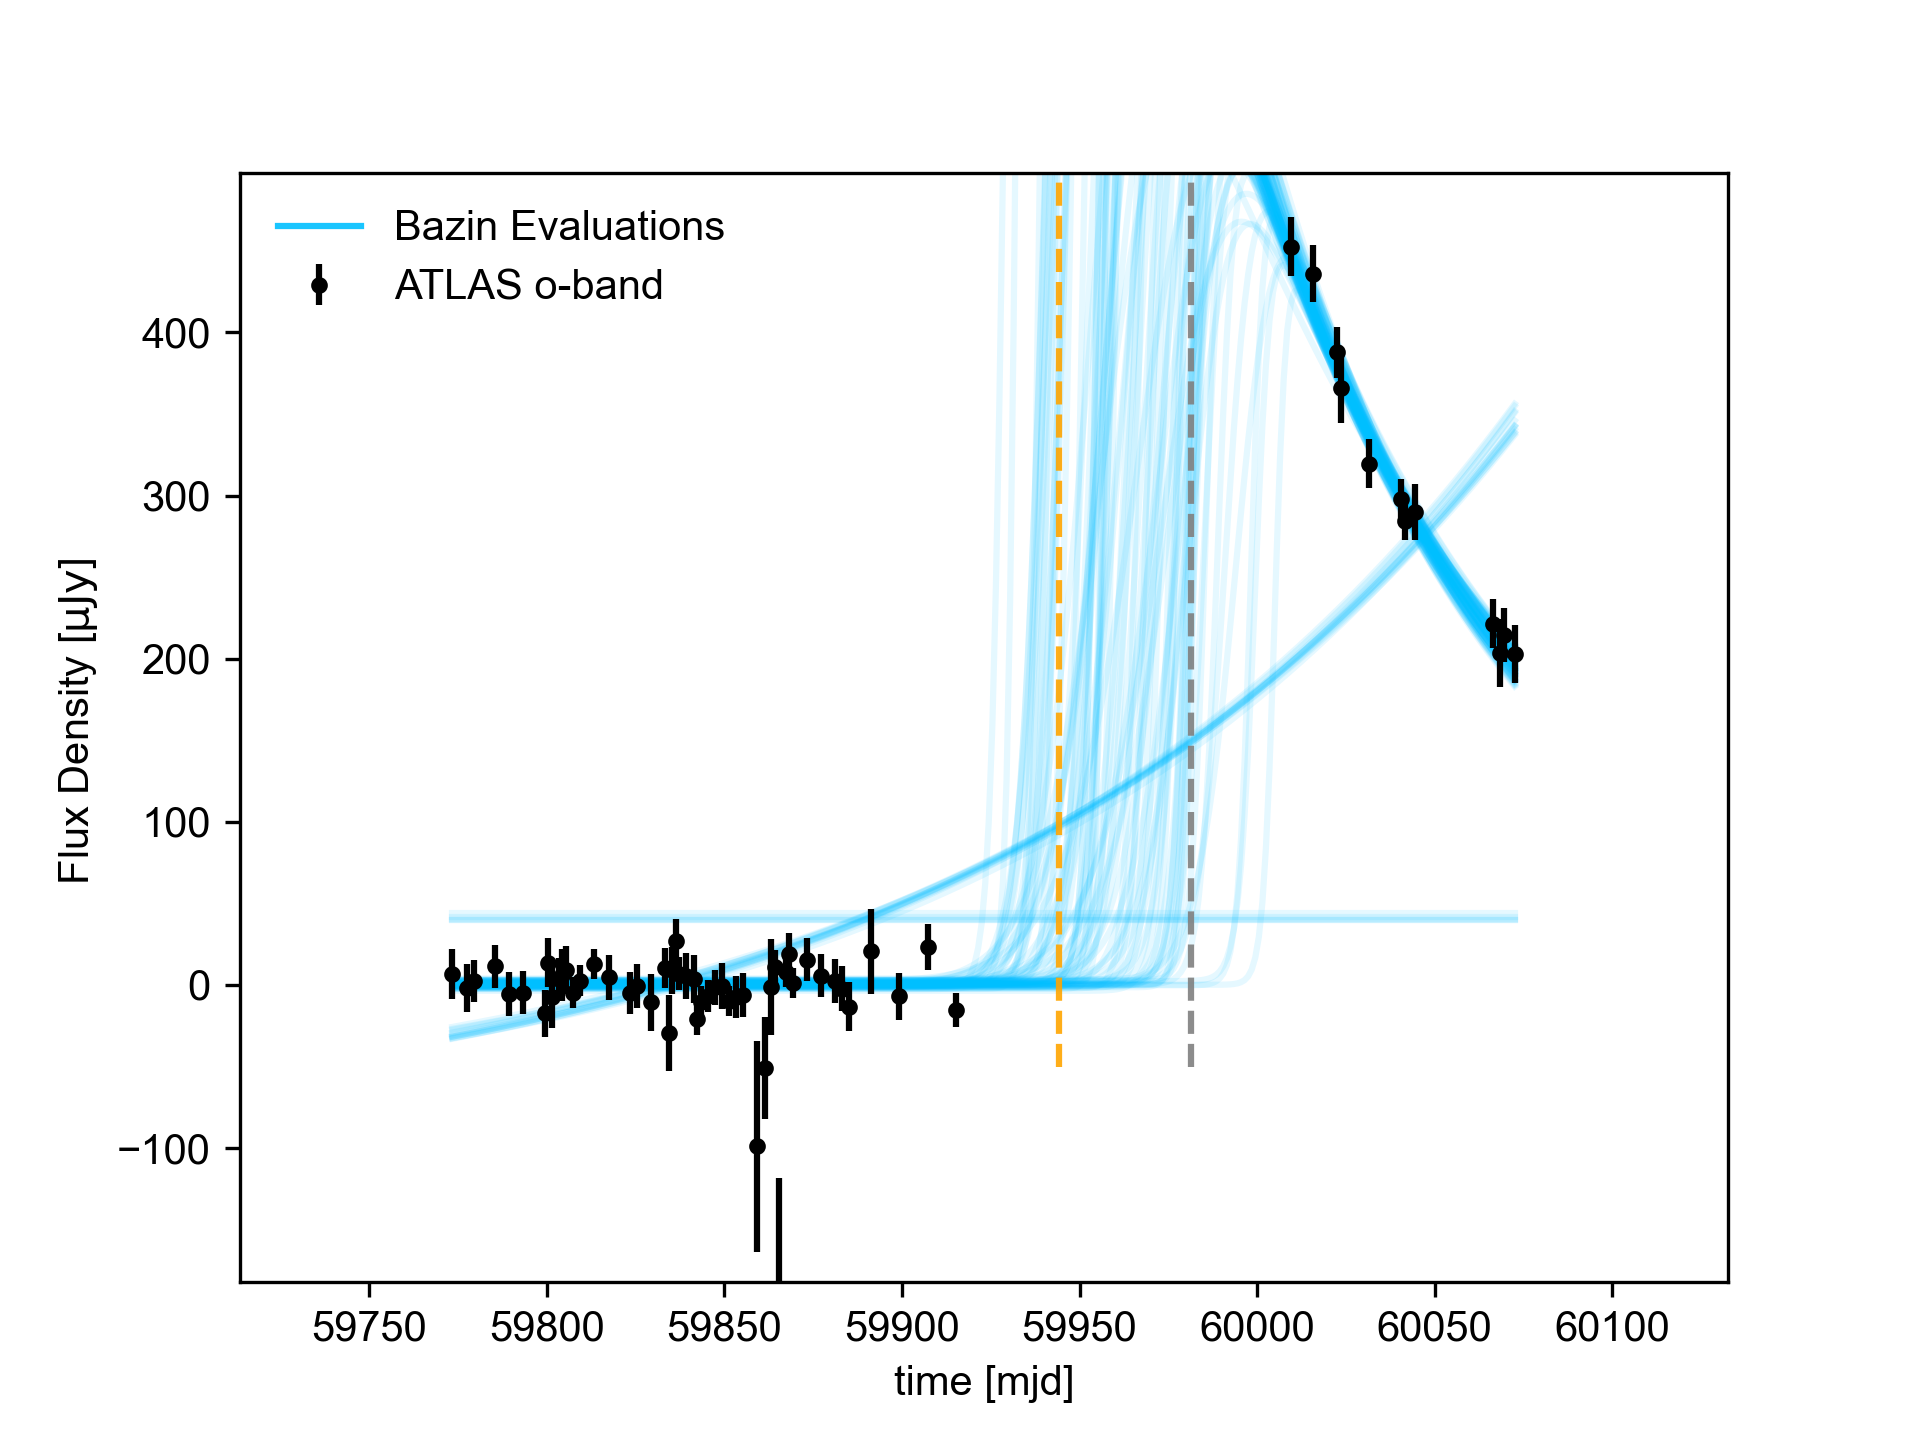 Bazin Evaluations
ATLAS o-band
400
300
200
100
0
−100
Flux Density [µJy]
59750 59800 59850 59900 59950 60000 60050 60100
time [mjd]